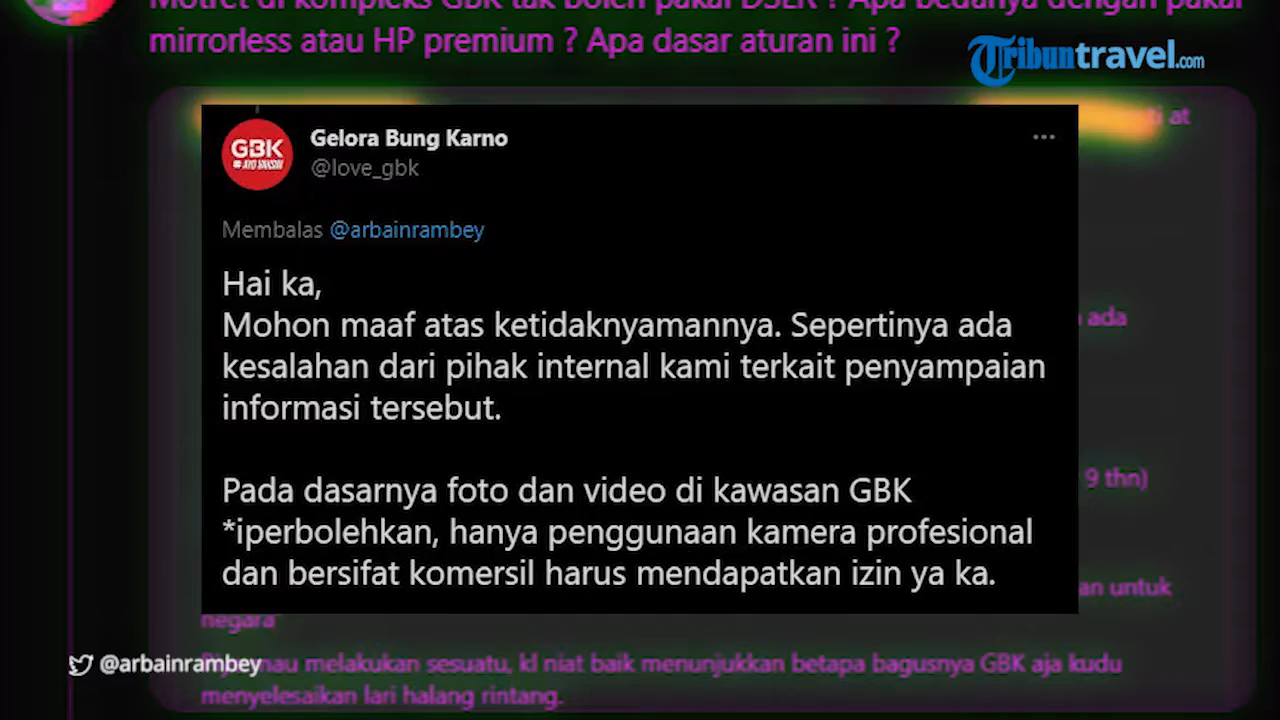 Motret di kompleks GBK tak boleh pakai DSLR ? Apa bedanya dengan pakai
mirrorless atau HP premium ? Apa dasar aturan ini ?
Tribuntravel.com
at
GBK
Gelora Bung Karno
@love_gbk
Membalas @arbainrambey
Hai ka,
Mohon maaf atas ketidaknyamannya. Sepertinya ada
kesalahan dari pihak internal kami terkait penyampaian
informasi tersebut.
ada
Pada dasarnya foto dan video di kawasan GBK
*iperbolehkan, hanya penggunaan kamera profesional
dan bersifat komersil harus mendapatkan izin ya ka.
9 thn)
an untuk
negara"
@arbainrambey
mau melakukan sesuatu, kl niat baik menunjukkan betapa bagusnya GBK aja kudu
menyelesaikan lari halang rintang.